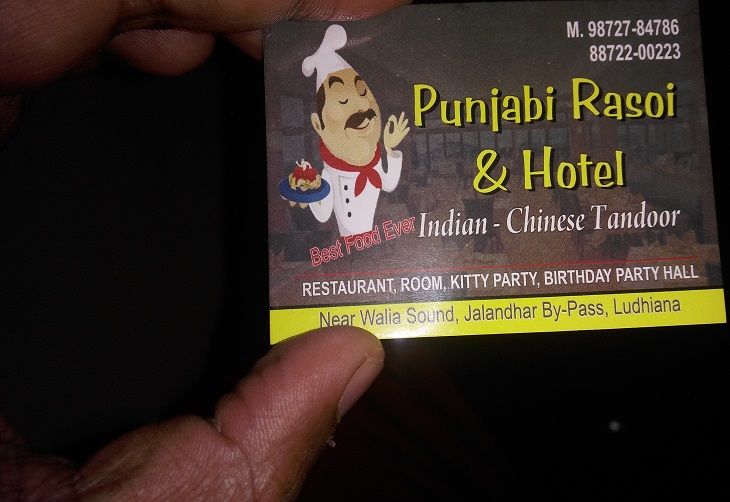 M. 98727-84786
88722-00223
Punjabi Rasoi
& Hotel
Best Food Ever
Indian - Chinese Tandoor
RESTAURANT, ROOM, KITTY PARTY, BIRTHDAY PARTY HALL
Near Walia Sound, Jalandhar By-Pass, Ludhiana